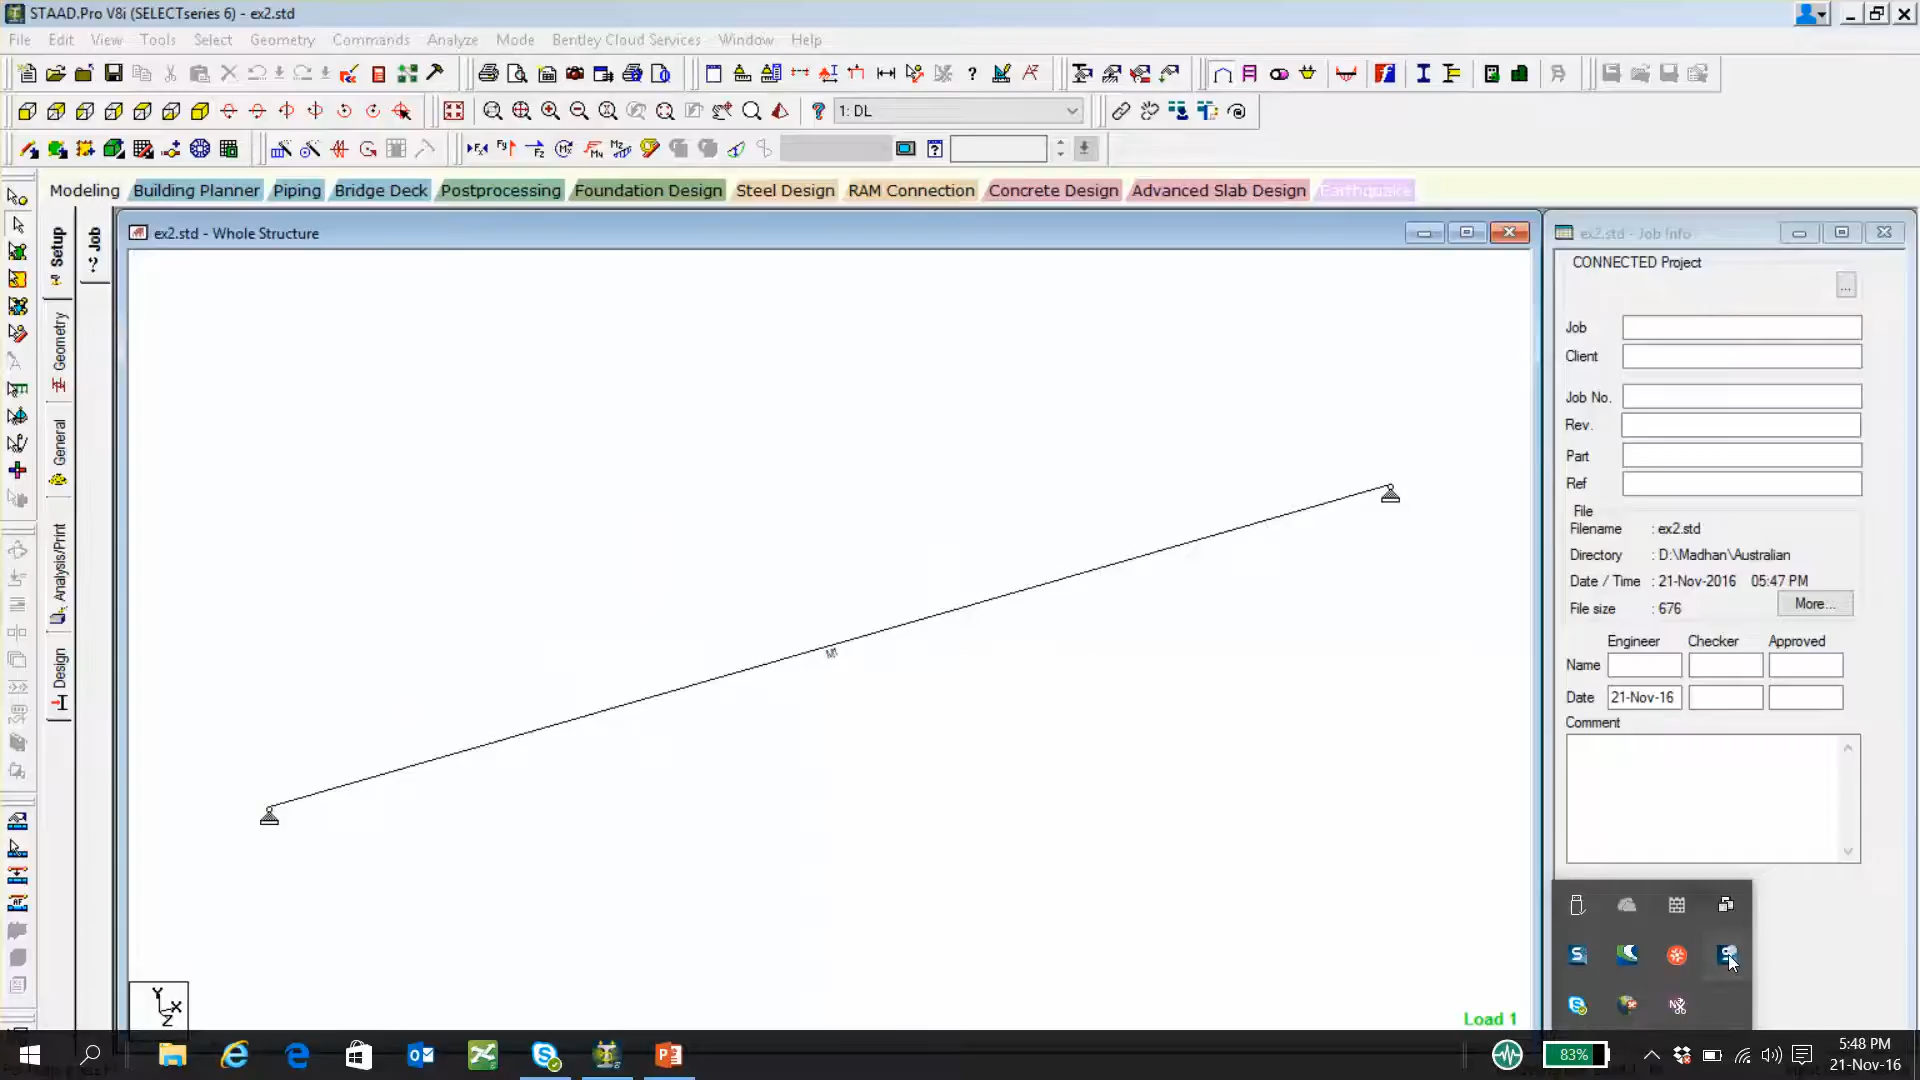 STAAD.Pro V8i (SELECTseries 6) - ex2.std
File Edit View Tools Select Geometry Commands Analyze Mode Bentley Cloud Services Window Help
1: DL
Modeling Building Planner Piping Bridge Deck Postprocessing Foundation Design Steel Design RAM Connection Concrete Design Advanced Slab Design Earthquake
Setup
Geometry
General
Analysis/Print
Design
Job
ex2.std - Whole Structure
M1
Y
X
Z
Load 1
ex2.std - Job Info
CONNECTED Project
...
Job
Client
Job No.
Rev.
Part
Ref
File
Filename : ex2.std
Directory : D:\Madhan\Australian
Date / Time : 21-Nov-2016 05:47 PM
File size : 676
More...
Engineer Checker Approved
Name
Date 21-Nov-16
Comment
83%
5:48 PM
21-Nov-16